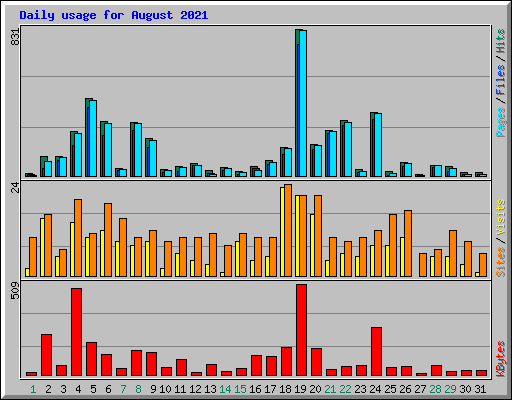 Daily usage for August 2021
831
Pages / Files / Hits
24
Sites / Visits
509
KBytes
1 2 3 4 5 6 7 8 9 10 11 12 13 14 15 16 17 18 19 20 21 22 23 24 25 26 27 28 29 30 31